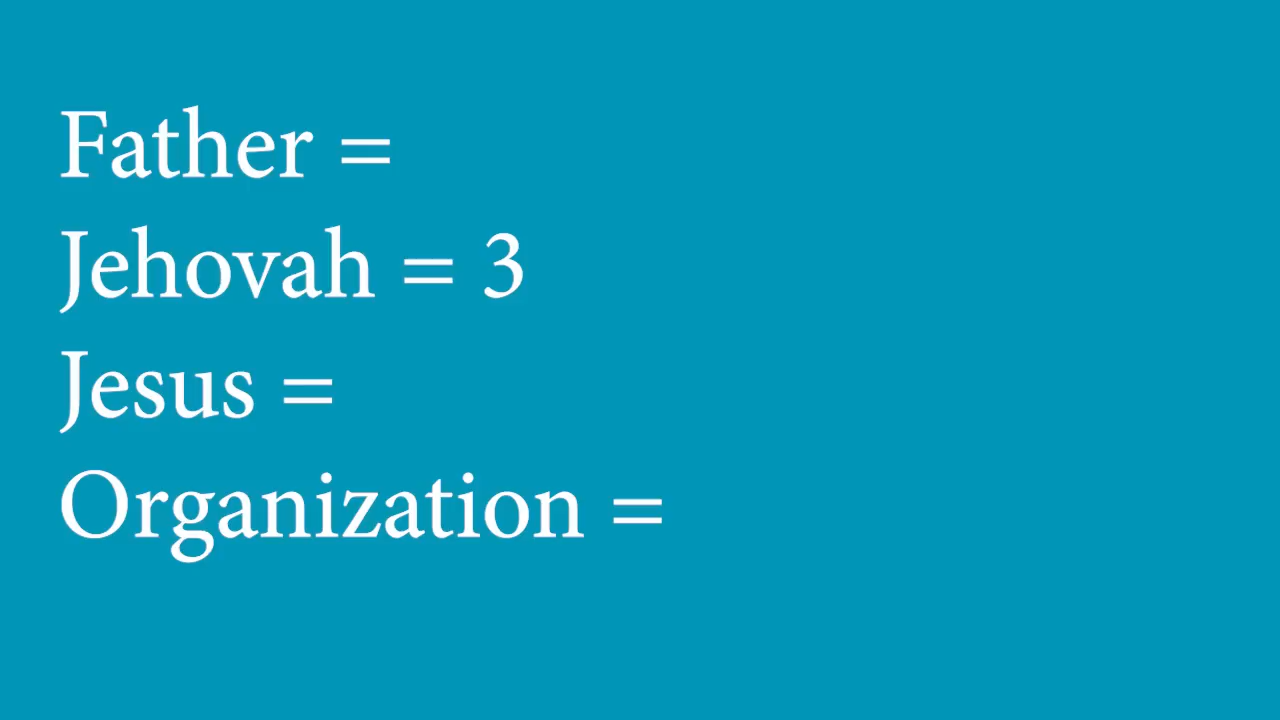 Father =
Jehovah = 3
Jesus =
Organization =